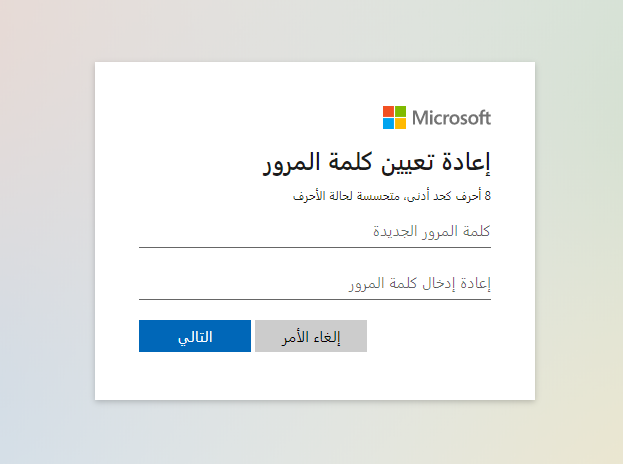 Microsoft
إعادة تعيين كلمة المرور
8 أحرف كحد أدنى، متحسسة لحالة الأحرف
كلمة المرور الجديدة
إعادة إدخال كلمة المرور
إلغاء الأمر
التالي